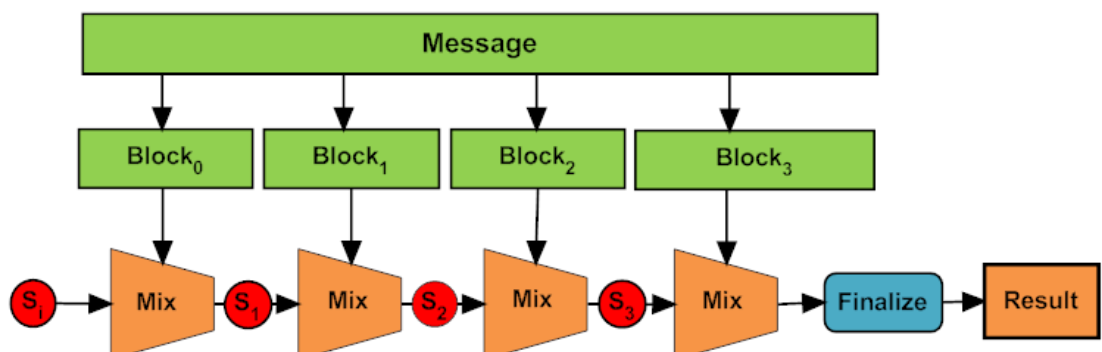 Message
Block₀ Block₁ Block₂ Block₃
Sᵢ Mix S₁ Mix S₂ Mix S₃ Mix Finalize Result